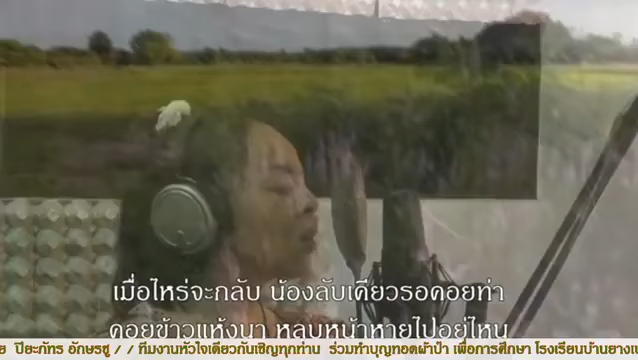 เมื่อไหร่จะกลับ น้องลับเดียวรอคอยท่า
คอยข้าวแห้งนา หลบหน้าหายไปอยู่ไหน
ปิยะภัทร อักษรชู / / ทีมงานหัวใจเดียวกันเชิญทุกท่าน ร่วมทำบุญทอดผ้าป่า เพื่อการศึกษา โรงเรียนบ้านยาง